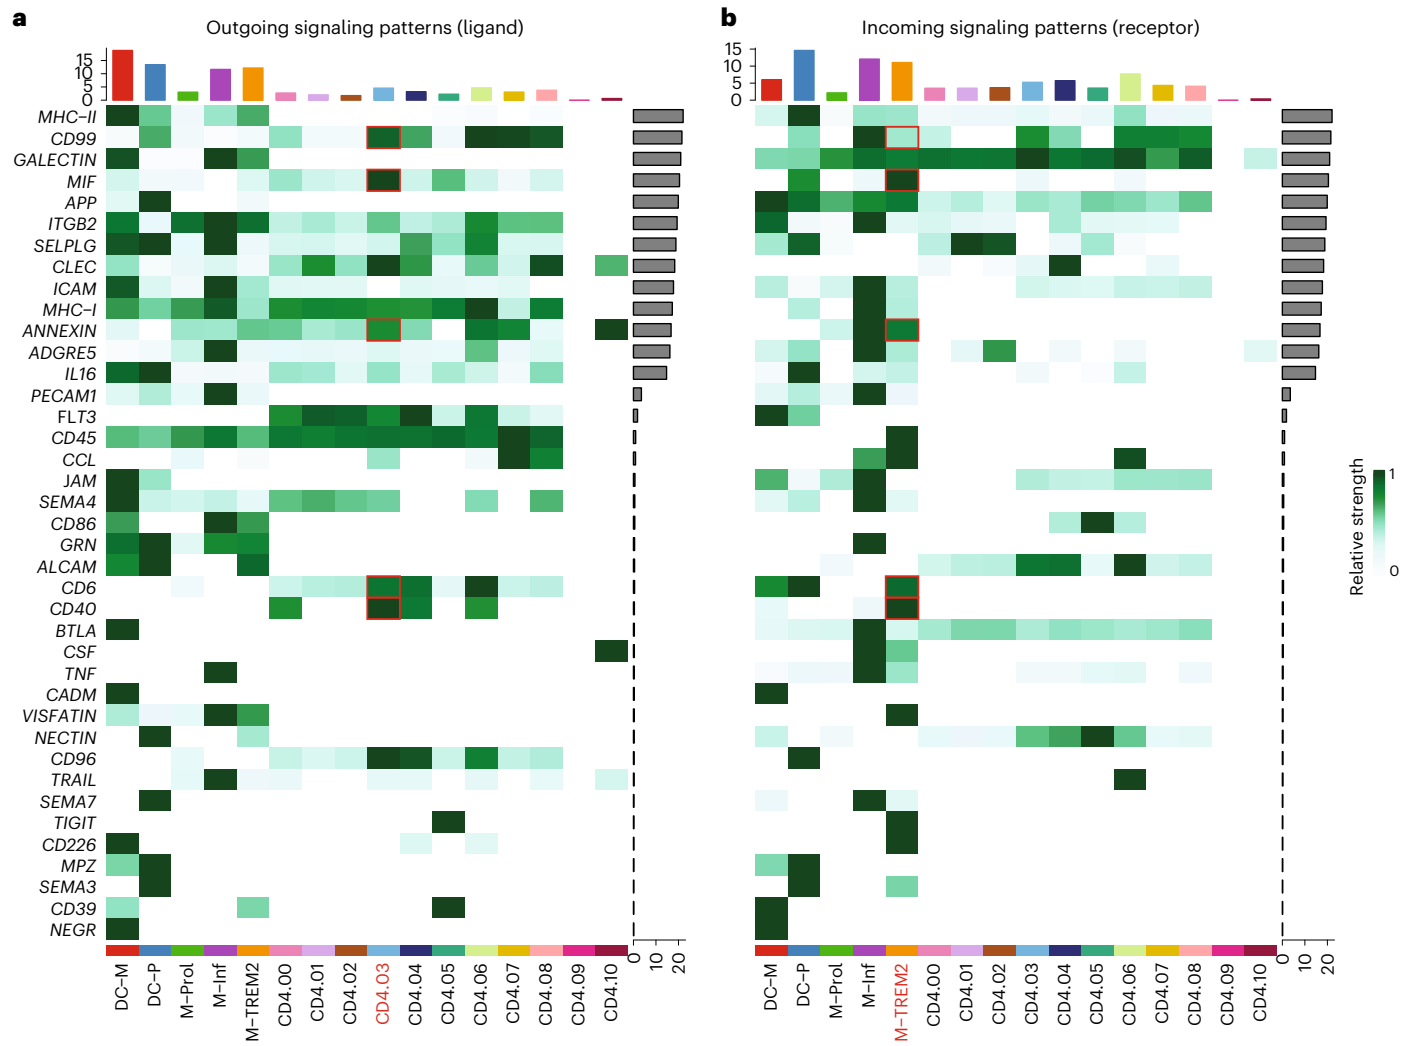 a
Outgoing signaling patterns (ligand)
15
10
5
0
MHC−II
CD99
GALECTIN
MIF
APP
ITGB2
SELPLG
CLEC
ICAM
MHC−I
ANNEXIN
ADGRE5
IL16
PECAM1
FLT3
CD45
CCL
JAM
SEMA4
CD86
GRN
ALCAM
CD6
CD40
BTLA
CSF
TNF
CADM
VISFATIN
NECTIN
CD96
TRAIL
SEMA7
TIGIT
CD226
MPZ
SEMA3
CD39
NEGR
DC−M
DC−P
M−Prol
M−Inf
M−TREM2
CD4.00
CD4.01
CD4.02
CD4.03
CD4.04
CD4.05
CD4.06
CD4.07
CD4.08
CD4.09
CD4.10
0
10
20
b
Incoming signaling patterns (receptor)
15
10
5
0
DC−M
DC−P
M−Prol
M−Inf
M−TREM2
CD4.00
CD4.01
CD4.02
CD4.03
CD4.04
CD4.05
CD4.06
CD4.07
CD4.08
CD4.09
CD4.10
0
10
20
Relative strength
1
0